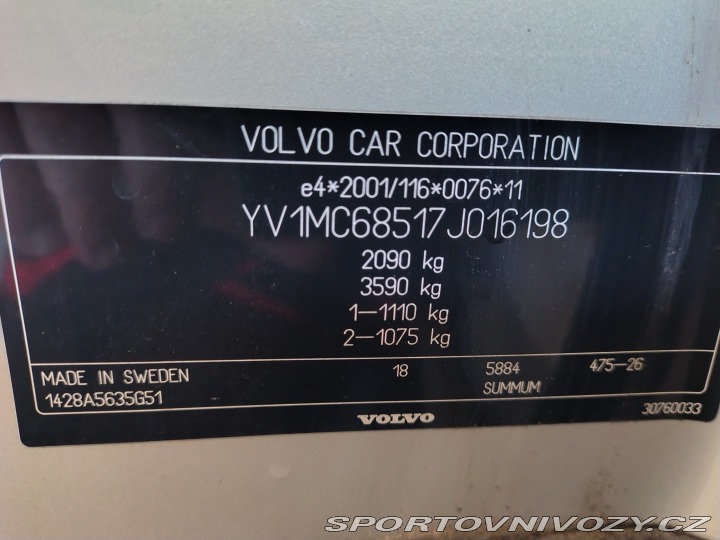 VOLVO CAR CORPORATION
e4*2001/116*0076*11
YV1MC68517J016198
2090 kg
3590 kg
1-1110 kg
2-1075 kg
MADE IN SWEDEN 18 5884 475-26
1428A5635G51 SUMMUM
VOLVO 30760033
SPORTOVNIVOZY.CZ